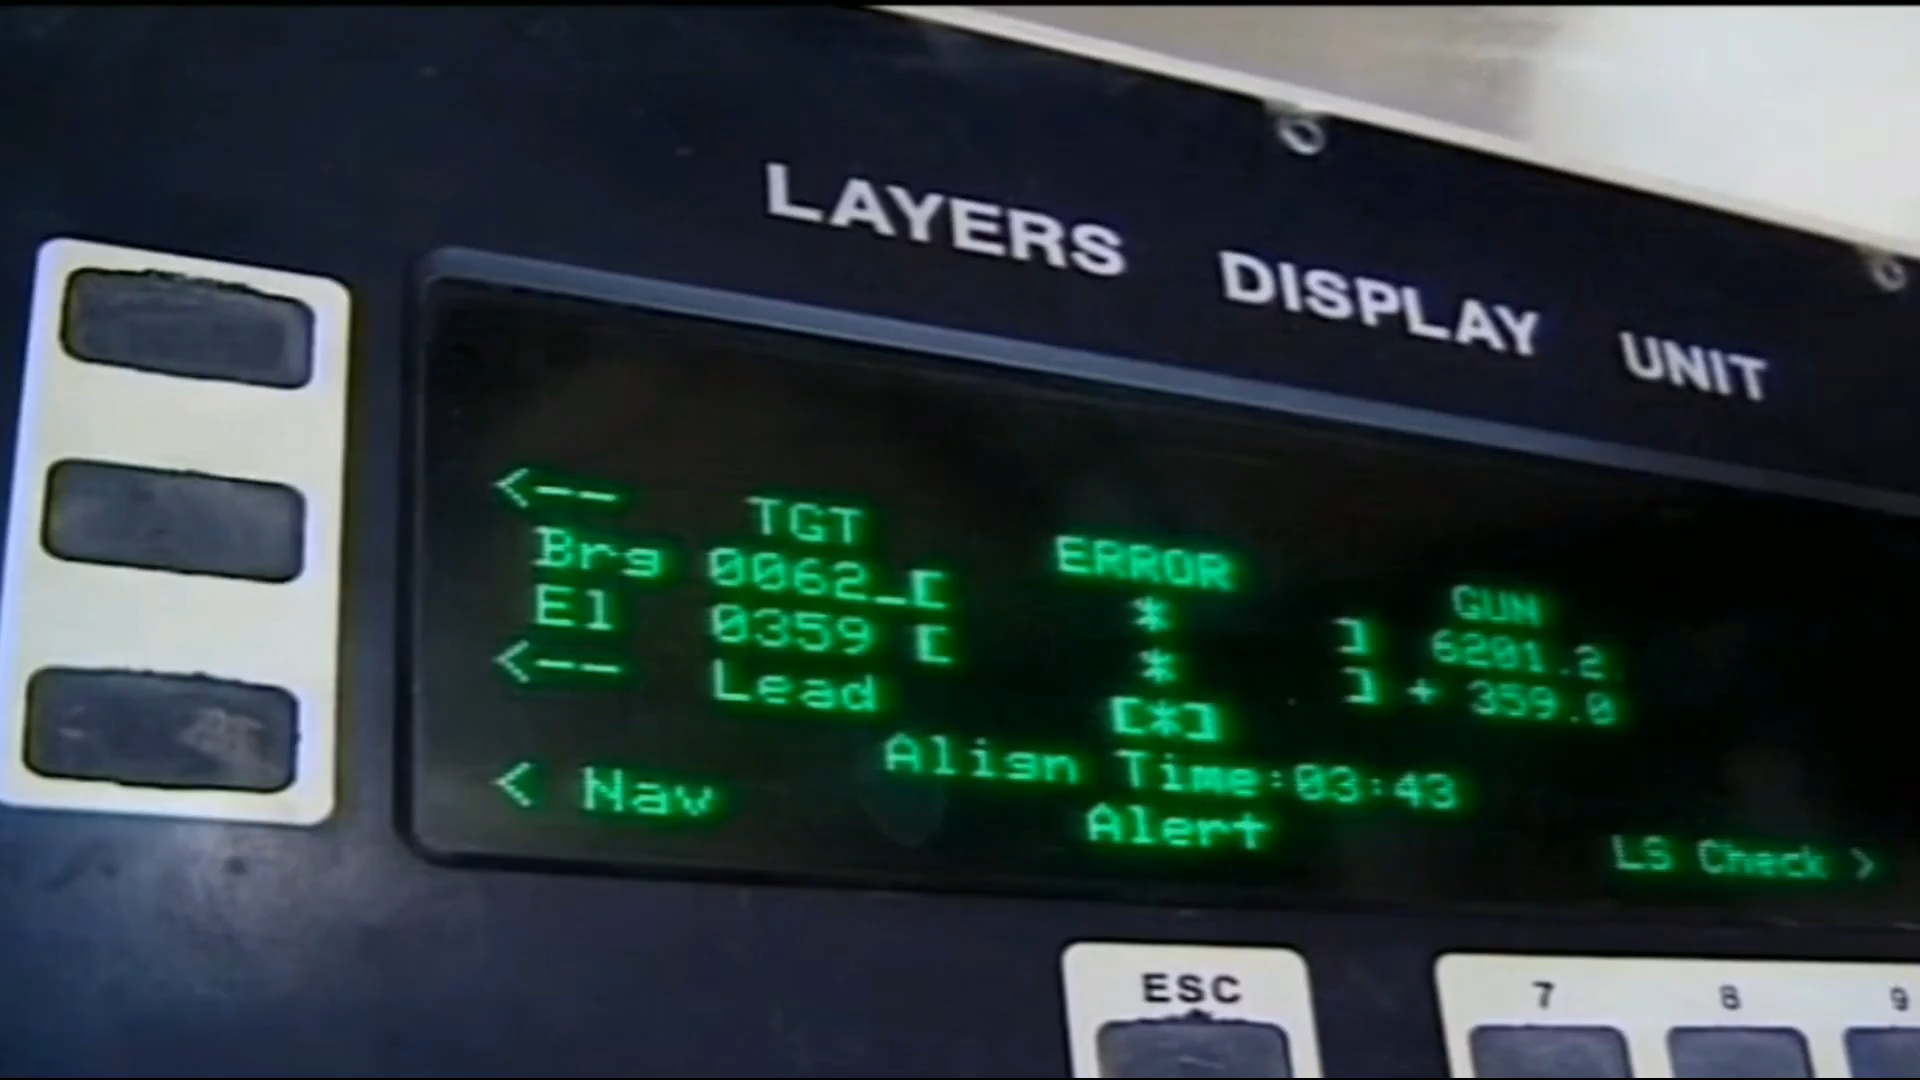 LAYERS DISPLAY UNIT
<-- TGT ERROR GUN
Brg 0062_[ * ] 6201.2
El 0359 [ * ] + 359.0
<-- Lead [*]
Align Time:03:43
< Nav Alert LS Check >
ESC 7 8 9